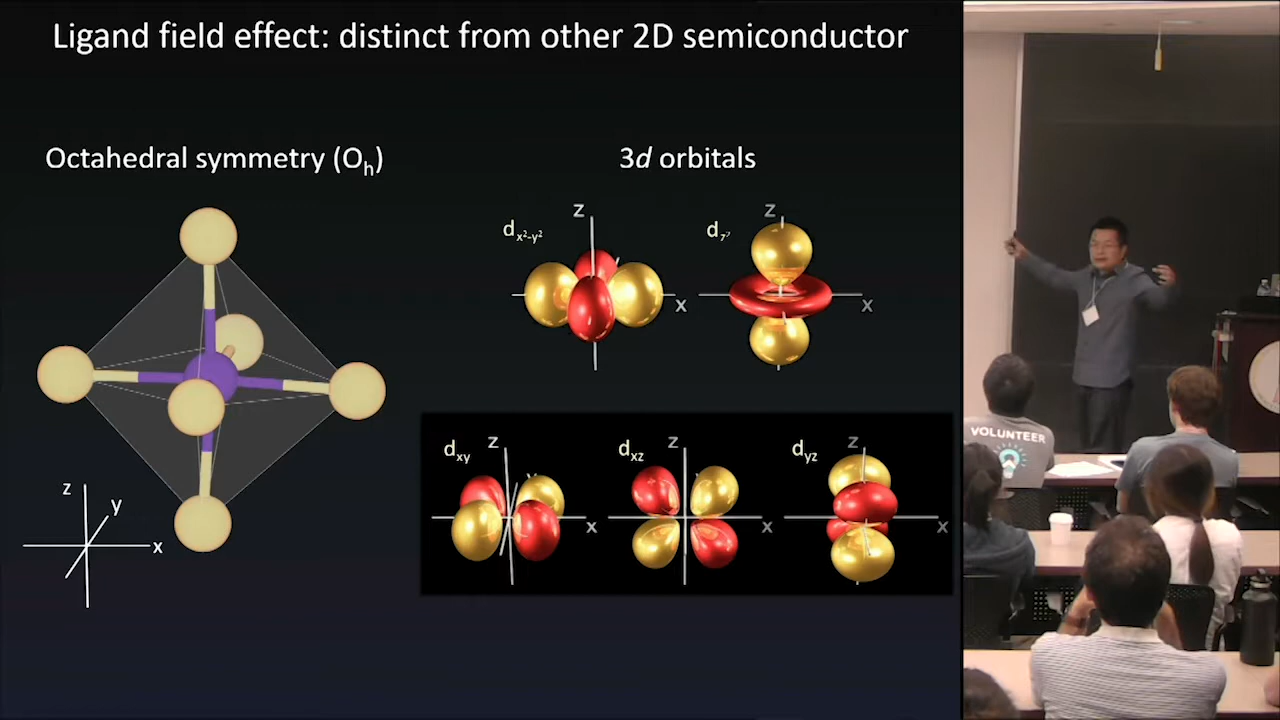 Ligand field effect: distinct from other 2D semiconductor
Octahedral symmetry (Oh)
3d orbitals
z
x
y
dx²-y²
z
x
dz²
z
x
dxy
z
y
x
dxz
z
x
dyz
z
x
VOLUNTEER